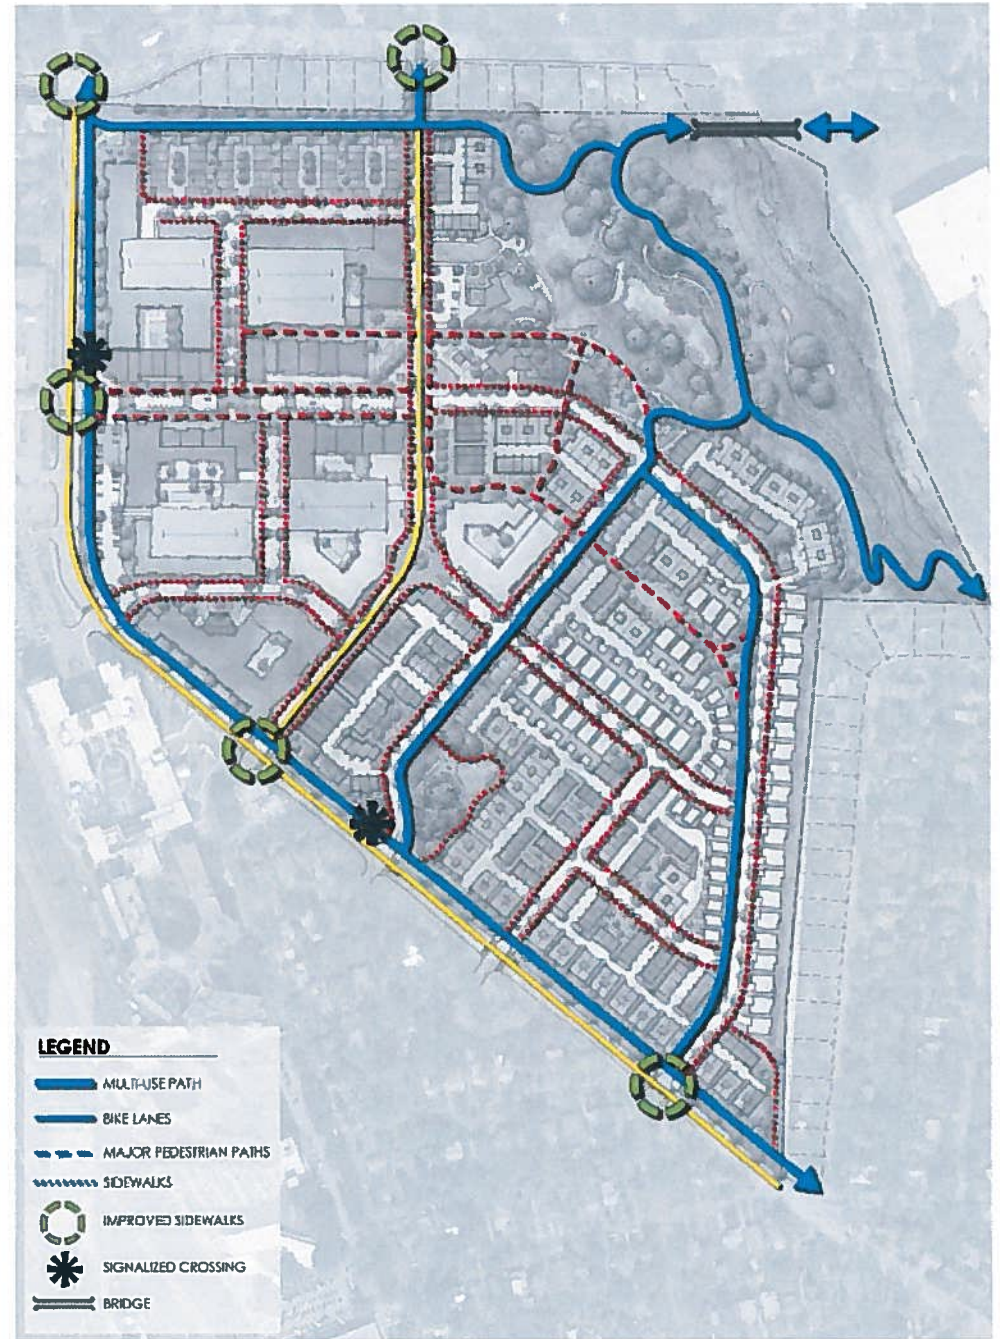 LEGEND
MULTI-USE PATH
BIKE LANES
MAJOR PEDESTRIAN PATHS
SIDEWALKS
IMPROVED SIDEWALKS
SIGNALIZED CROSSING
BRIDGE